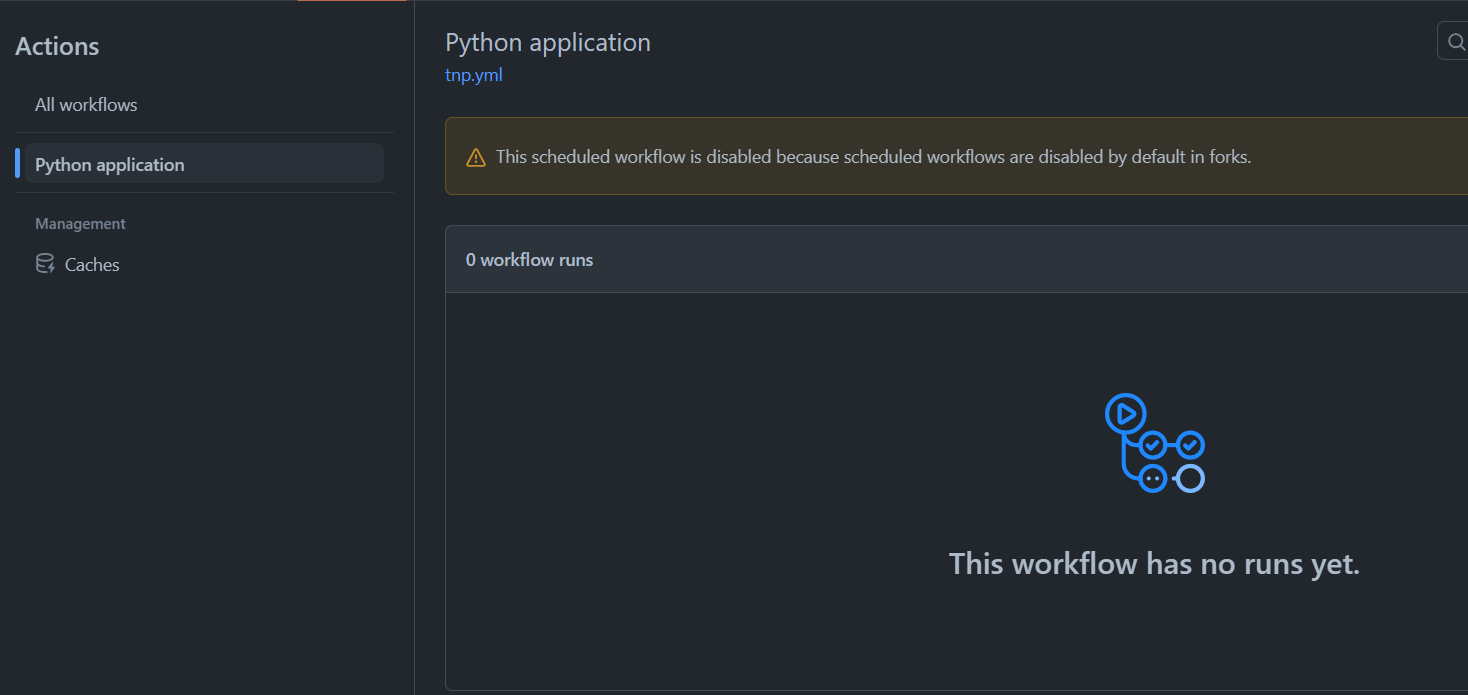 Actions
All workflows
Python application
Management
Caches
Python application
tnp.yml
This scheduled workflow is disabled because scheduled workflows are disabled by default in forks.
0 workflow runs
This workflow has no runs yet.